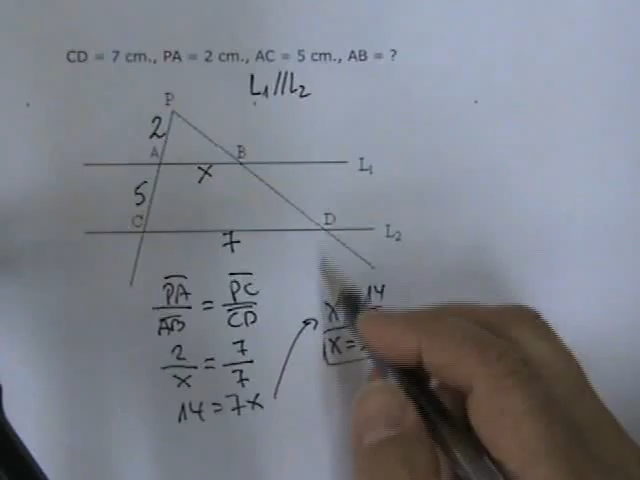 CD = 7 cm., PA = 2 cm., AC = 5 cm., AB = ?
L₁//L₂
P
2
A
B
x
L₁
5
C
D
L₂
7
PA/AB = PC/CD
2/x = 7/7
14 = 7x
x 14
x =